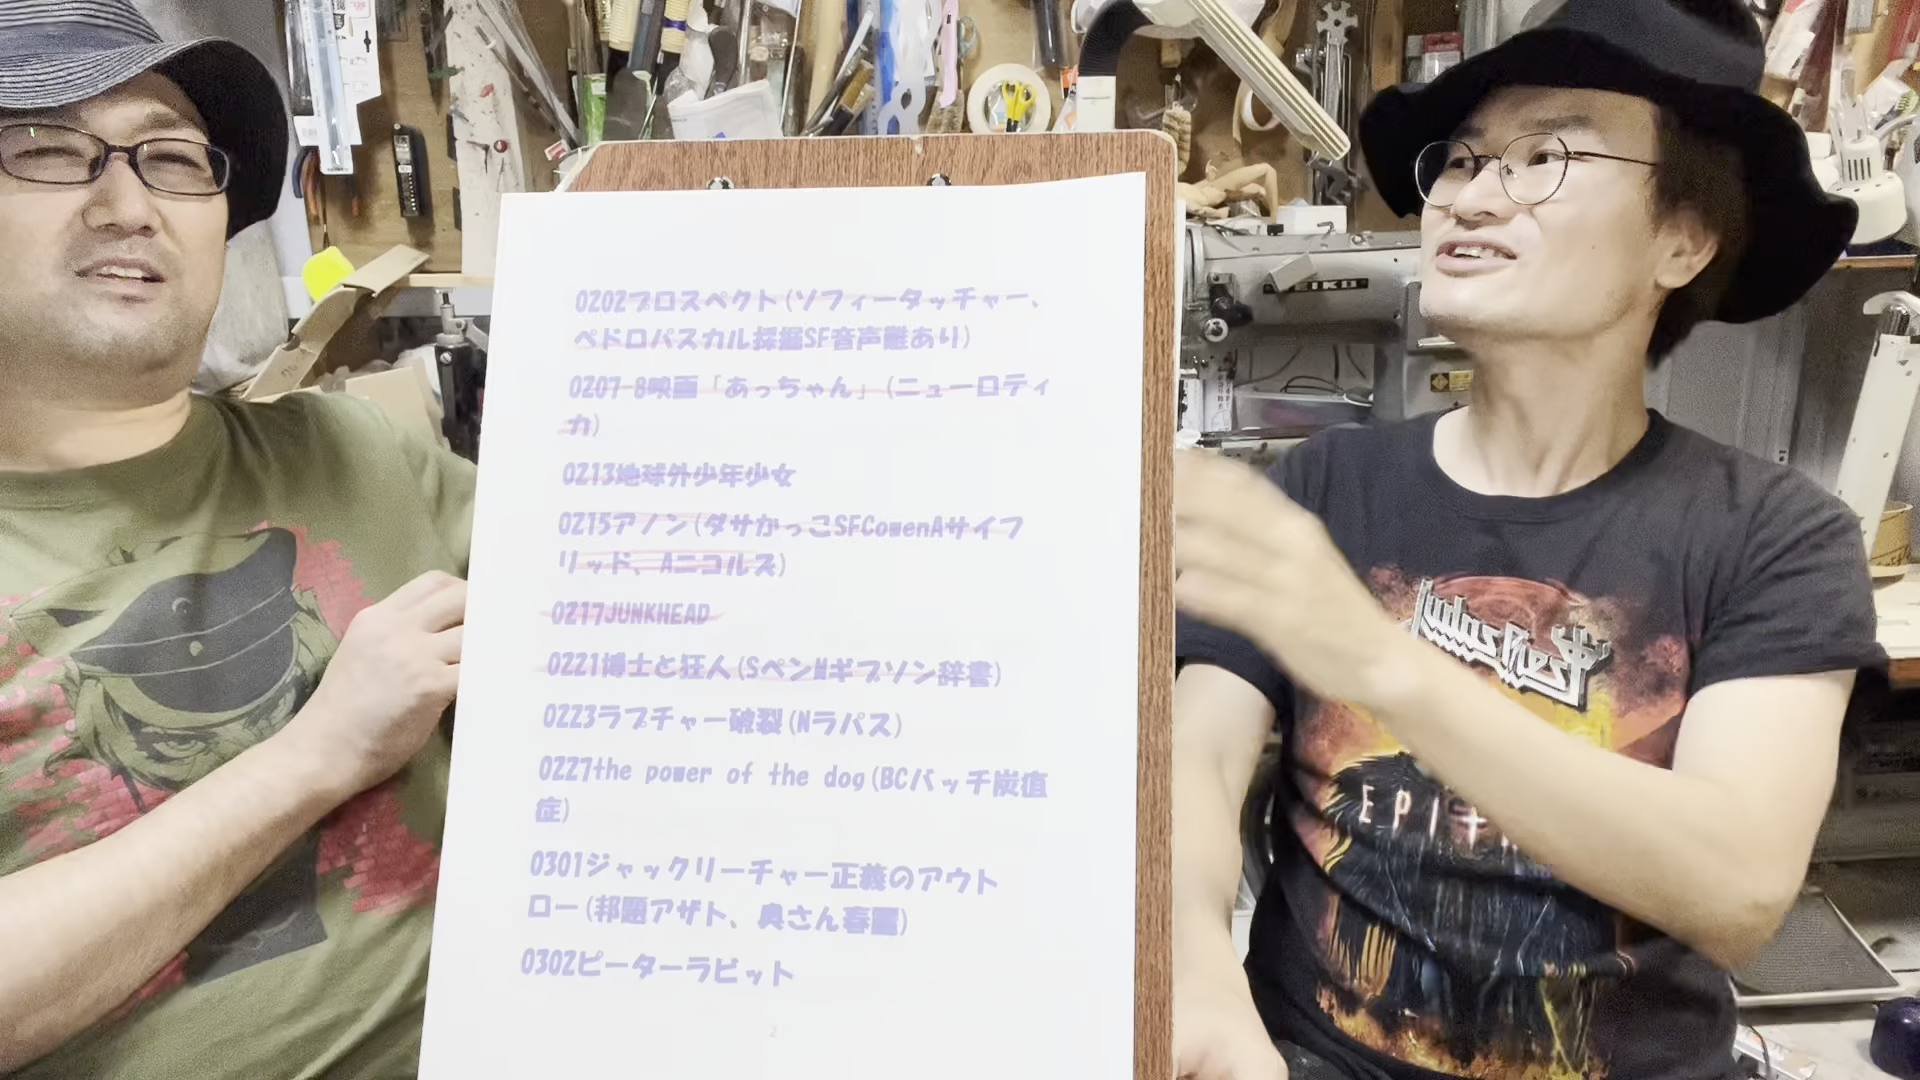 0202プロスペクト(ソフィータッチャー、
ペドロパスカル採掘SF音声難あり)
0207-8映画「あっちゃん」(ニューロティ
カ)
0213地球外少年少女
0215アノン(ダサかっこSFCowenAサイフ
リッド、Aニコルズ)
0217JUNKHEAD
0221博士と狂人(SペンMギブソン辞書)
0223ラプチャー破裂(Nラパス)
0227the power of the dog(BCバッチ炭疽
症)
0301ジャックリーチャー正義のアウト
ロー(邦題アザト、奥さん春麗)
0302ピーターラビット
2
SEIKO
Judas Priest
EPIT